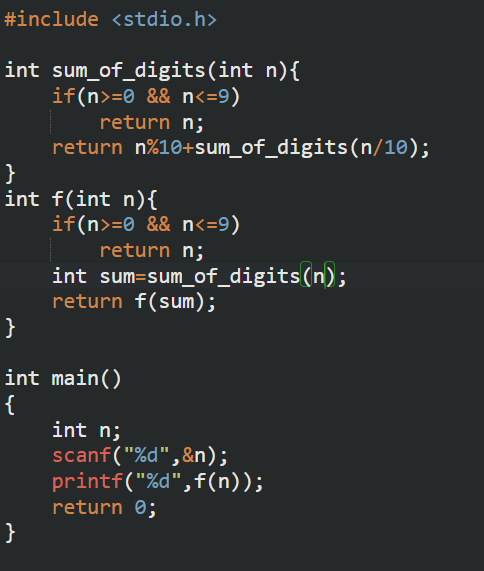 #include <stdio.h>

int sum_of_digits(int n){
    if(n>=0 && n<=9)
        return n;
    return n%10+sum_of_digits(n/10);
}
int f(int n){
    if(n>=0 && n<=9)
        return n;
    int sum=sum_of_digits(n);
    return f(sum);
}

int main()
{
    int n;
    scanf("%d",&n);
    printf("%d",f(n));
    return 0;
}